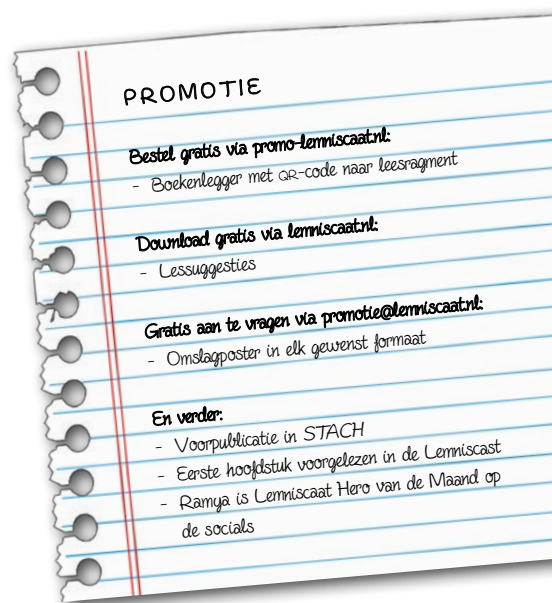 PROMOTIE
Bestel gratis via promo-lemniscaat.nl:
- Boekenlegger met QR-code naar leesragment
Download gratis via lemniscaat.nl:
- Lessuggesties
Gratis aan te vragen via promotie@lemniscaat.nl:
- Omslagposter in elk gewenst formaat
En verder:
- Voorpublicatie in STACH
- Eerste hoofdstuk voorgelezen in de Lemniscast
- Ramya is Lemniscaat Hero van de Maand op
de socials